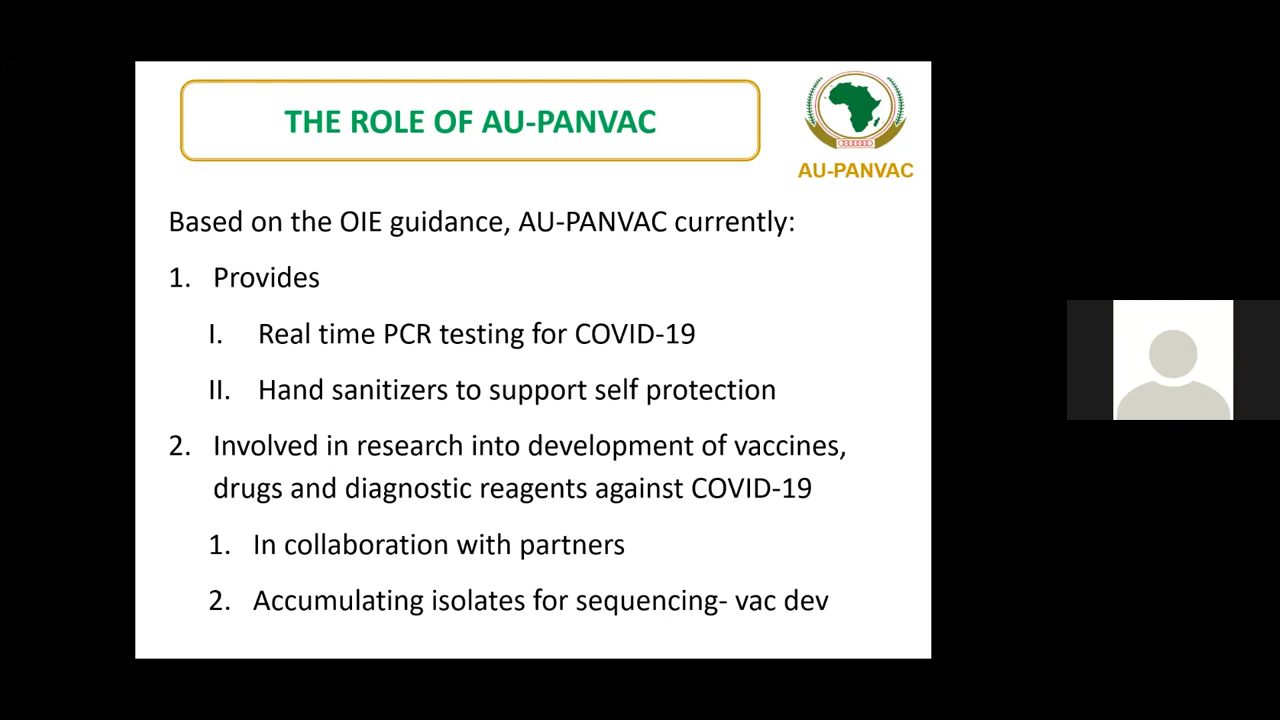 THE ROLE OF AU-PANVAC
AU-PANVAC
Based on the OIE guidance, AU-PANVAC currently:
1. Provides
I. Real time PCR testing for COVID-19
II. Hand sanitizers to support self protection
2. Involved in research into development of vaccines,
drugs and diagnostic reagents against COVID-19
1. In collaboration with partners
2. Accumulating isolates for sequencing- vac dev